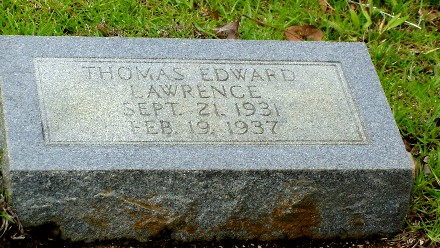 THOMAS EDWARD
LAWRENCE
SEPT. 21, 1931
FEB. 19, 1937